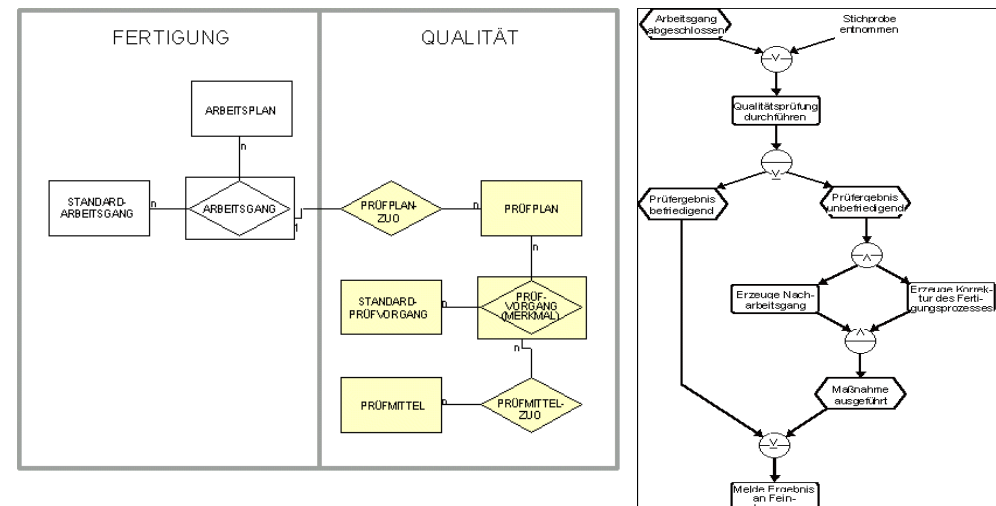 FERTIGUNG
QUALITÄT
ARBEITSPLAN
n
STANDARD-
ARBEITSGANG
n
ARBEITSGANG
1
PRÜFPLAN-
ZUO
n
PRÜFPLAN
n
STANDARD-
PRÜFVORGANG
n
PRÜF-
VORGANG
(MERKMAL)
n
PRÜFMITTEL
n
PRÜFMITTEL-
ZUO
Arbeitsgang
abgeschlossen
Stichprobe
entnommen
V
Qualitätsprüfung
durchführen
V
Prüfergebnis
befriedigend
Prüfergebnis
unbefriedigend
^
Erzeuge Nach-
arbeitsgang
Erzeuge Korrek-
tur des Ferti-
gungsprozesses
^
Maßnahme
ausgeführt
V
Melde Ergebnis
an Fein-